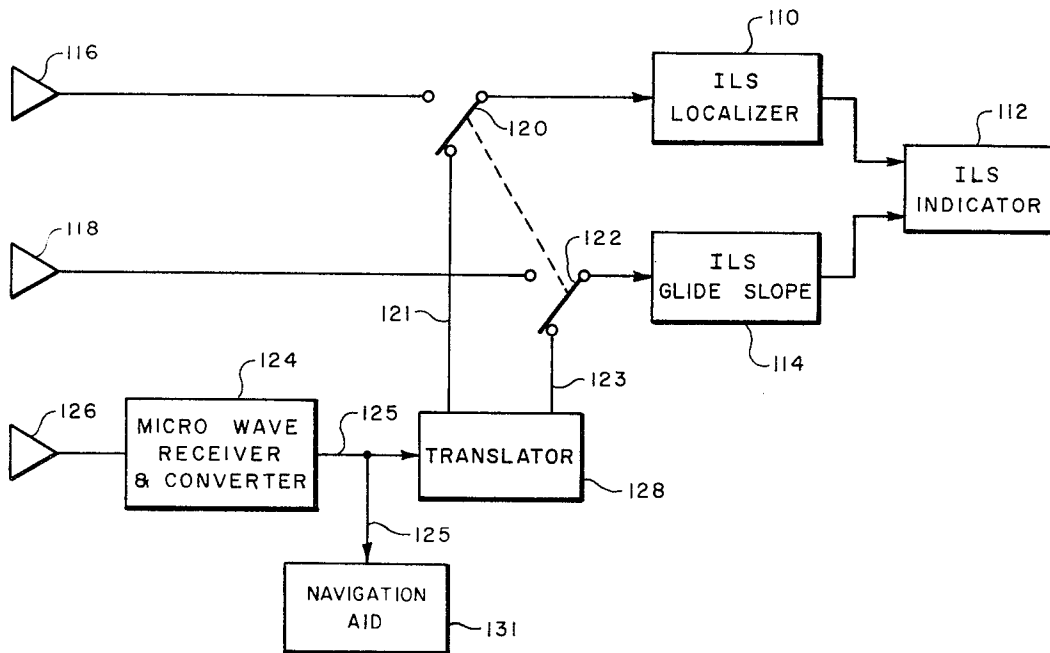 116
110
ILS
LOCALIZER
120
112
ILS
INDICATOR
118
122
ILS
GLIDE SLOPE
121
114
123
124
126
MICRO WAVE
RECEIVER
& CONVERTER
125
TRANSLATOR
128
125
NAVIGATION
AID
131